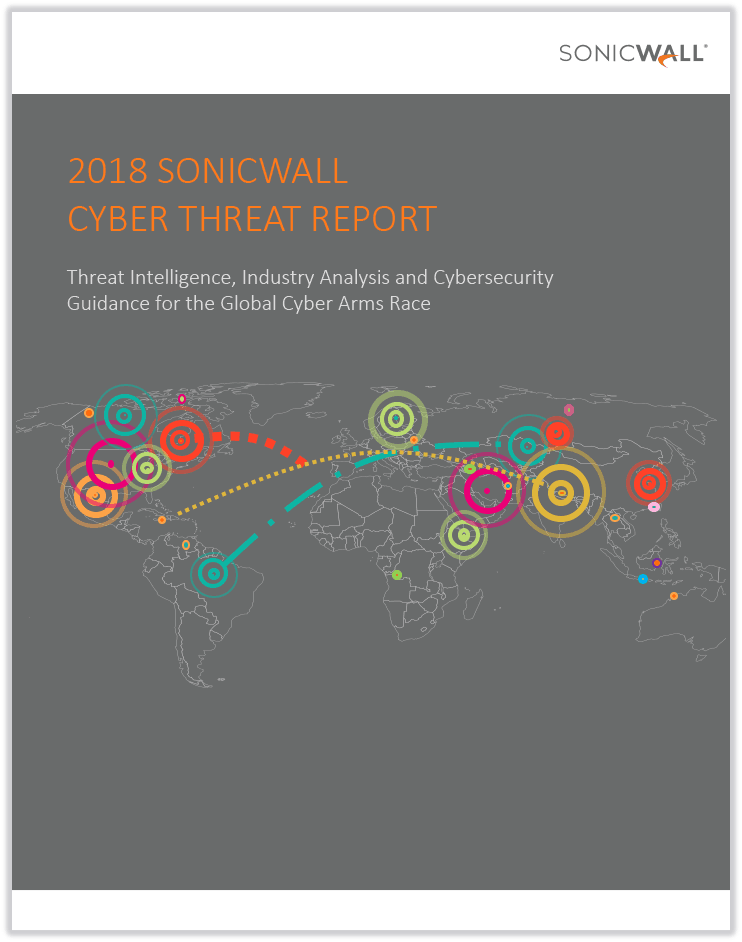 SONICWALL®
2018 SONICWALL
CYBER THREAT REPORT
Threat Intelligence, Industry Analysis and Cybersecurity
Guidance for the Global Cyber Arms Race